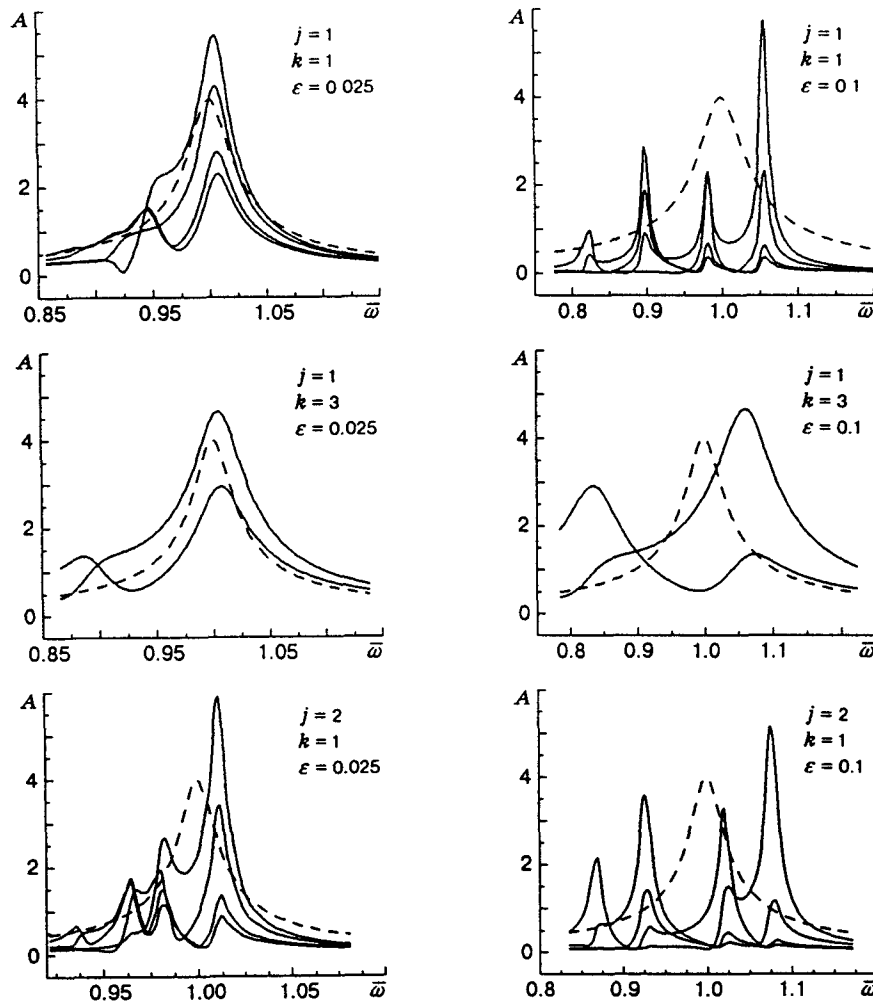 A
4
2
0
j = 1
k = 1
ε = 0 025
0.85
0.95
1.05
ω̅
A
4
2
0
j = 1
k = 1
ε = 0 1
0.8
0.9
1.0
1.1
ω̅
A
4
2
0
j = 1
k = 3
ε = 0.025
0.85
0.95
1.05
ω̅
A
4
2
0
j = 1
k = 3
ε = 0.1
0.8
0.9
1.0
1.1
ω̅
A
4
2
0
j = 2
k = 1
ε = 0.025
0.95
1.00
1.05
ω̅
A
4
2
0
j = 2
k = 1
ε = 0.1
0.8
0.9
1.0
1.1
ω̅